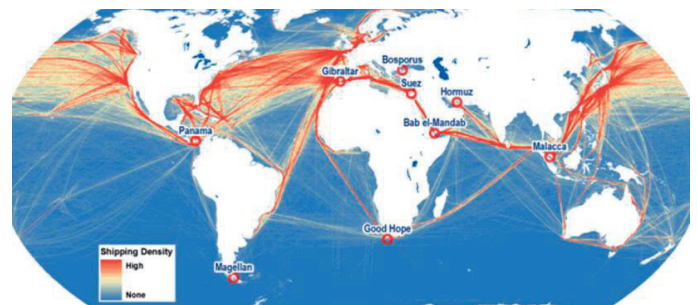 Bosporus
Gibraltar
Suez
Hormuz
Bab el-Mandab
Panama
Malacca
Good Hope
Shipping Density
High
None
Magellan